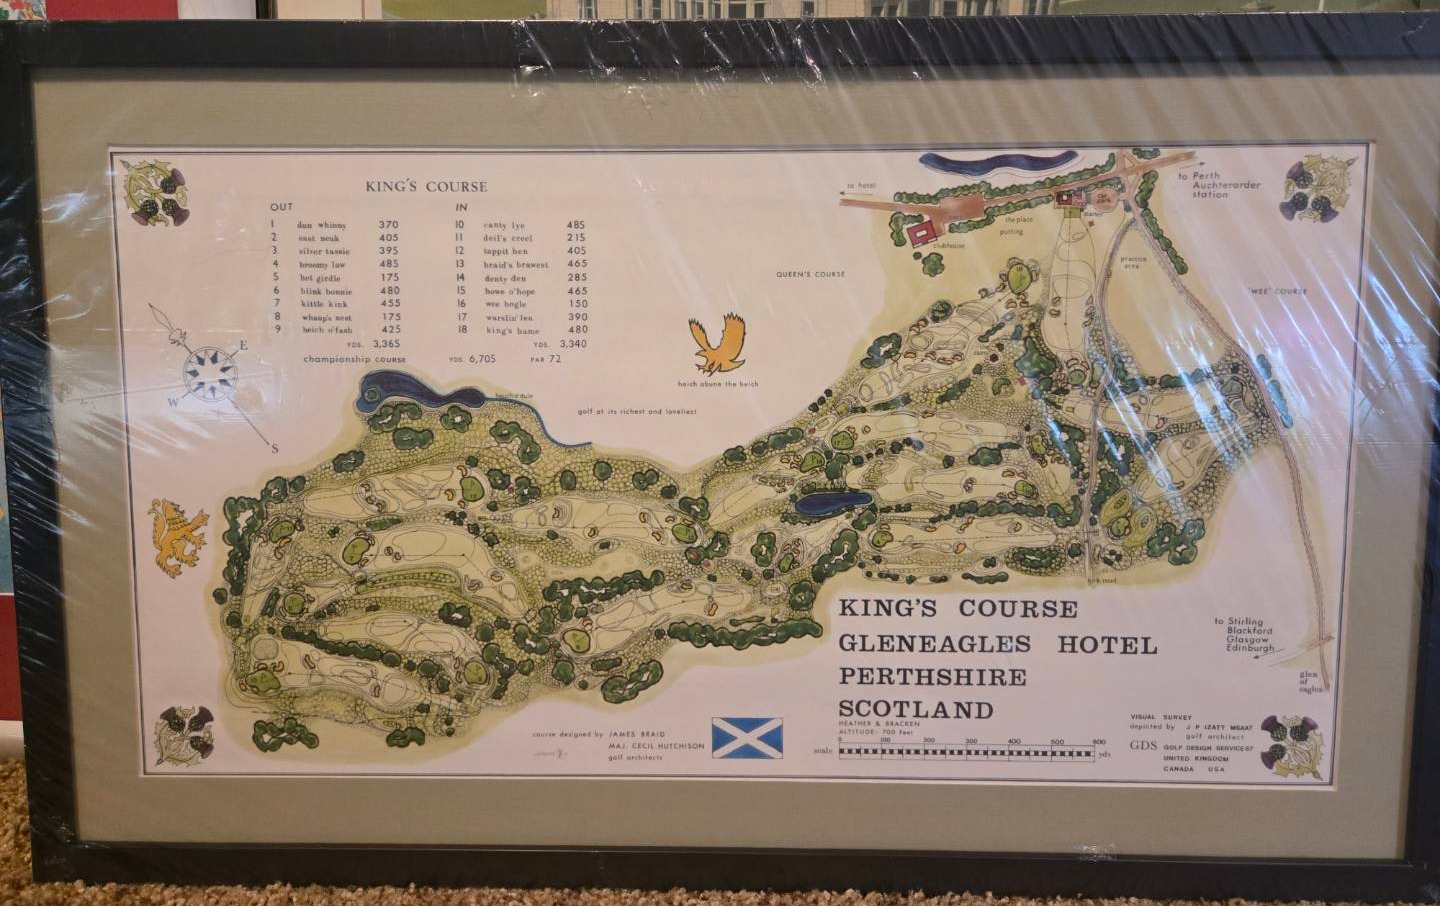 KING'S COURSE
OUT IN
1 dun whinny 370 10 canty lye 485
2 east neuk 405 11 deil's creel 215
3 silver tassie 395 12 tappit hen 405
4 broomy law 485 13 braid's brawest 465
5 het girdle 175 14 denty den 285
6 blink bonnie 480 15 howe o'hope 465
7 kittle kink 455 16 wee bogle 150
8 whaup's nest 175 17 warslin' lea 390
9 heich o'fash 425 18 king's hame 480
YDS. 3,365 YDS. 3,340
championship COURSE YDS. 6,705 PAR 72
E
W
S
heich abune the heich
golf at its richest and loveliest
to hotel
clubhouse
the place
putting
starter
practice
area
QUEEN'S COURSE
"WEE" COURSE
to Perth
Auchterarder
station
KING'S COURSE
GLENEAGLES HOTEL
PERTHSHIRE
SCOTLAND
HEATHER & BRACKEN
ALTITUDE- 700 Feet
scale 0 100 200 300 400 500 600 yds
to Stirling
Blackford
Glasgow
Edinburgh
glen
of
eagles
course designed by JAMES BRAID
MAJ. CECIL HUTCHISON
golf architects
VISUAL SURVEY
depicted by J P IZATT MSAAT
golf architect
GDS GOLF DESIGN SERVICES
UNITED KINGDOM
CANADA USA